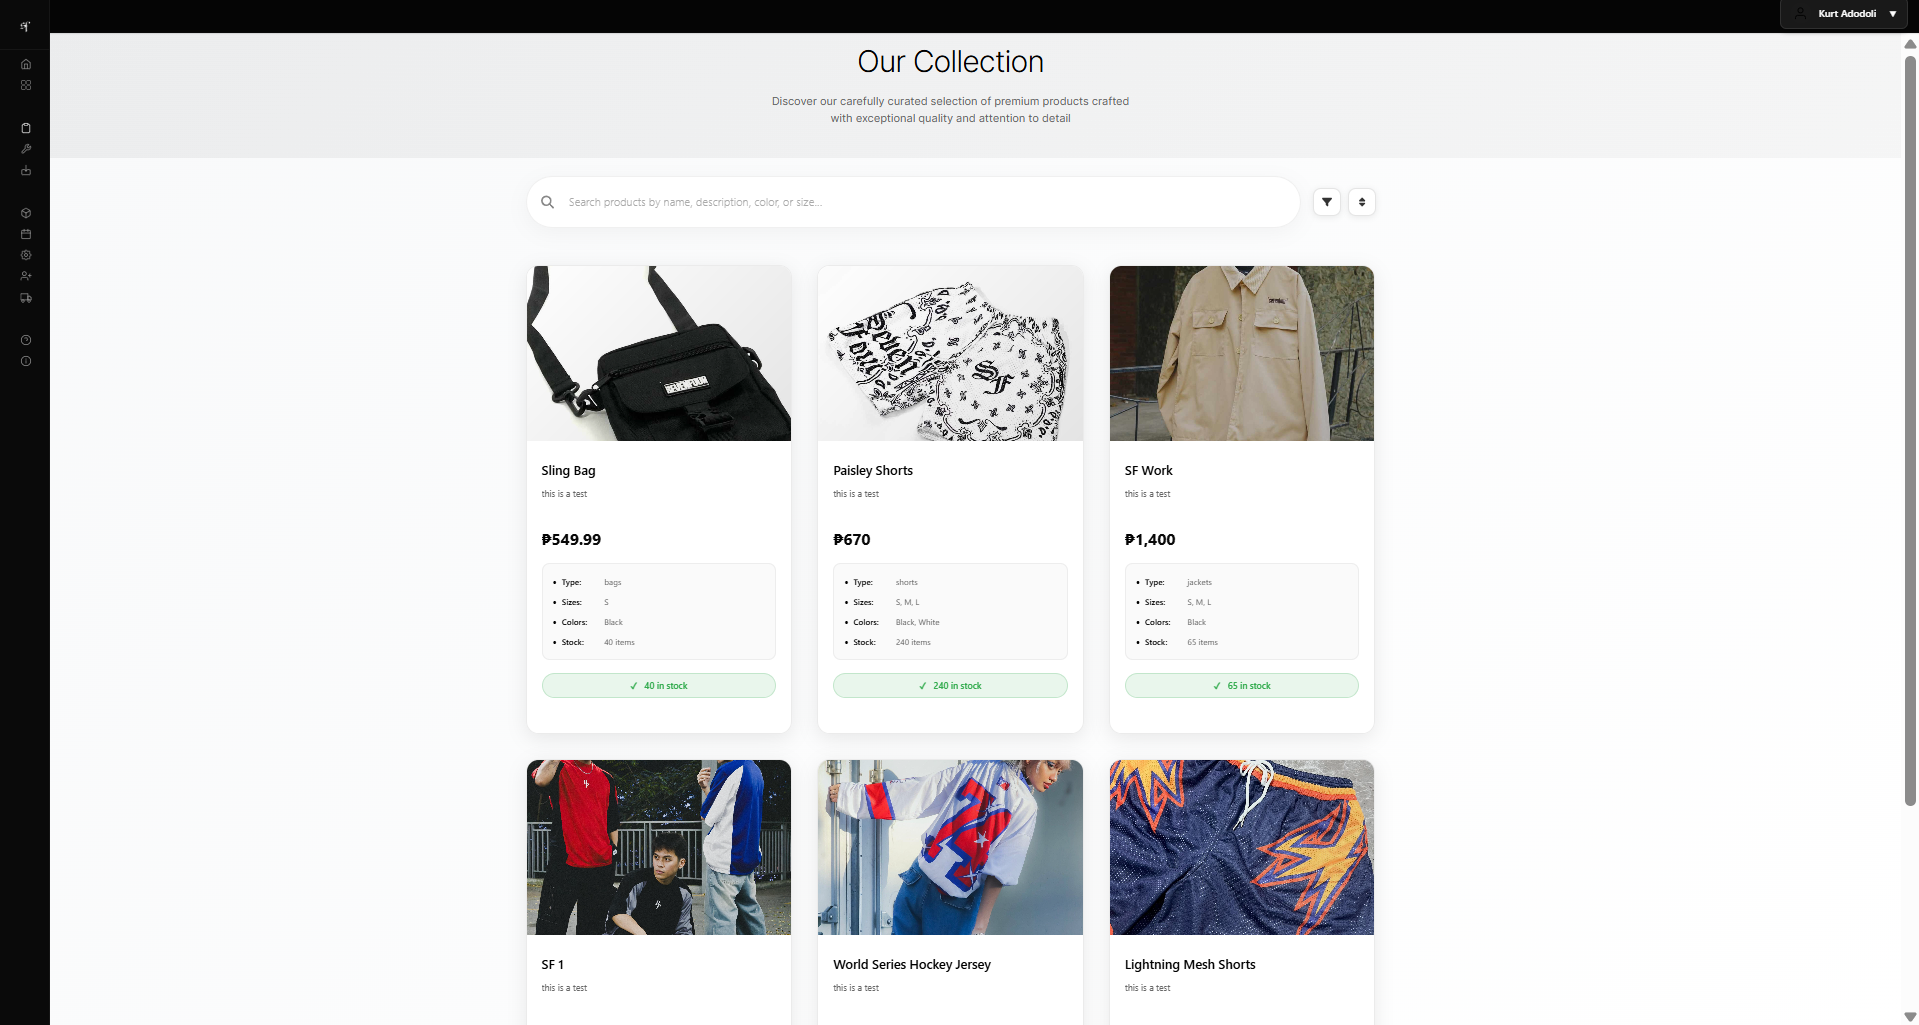 Kurt Adodoli ▼
Our Collection
Discover our carefully curated selection of premium products crafted
with exceptional quality and attention to detail
Search products by name, description, color, or size...
Seven
Four
SF
Sling Bag
this is a test
₱549.99
• Type: bags
• Sizes: S
• Colors: Black
• Stock: 40 items
✓ 40 in stock
Paisley Shorts
this is a test
₱670
• Type: shorts
• Sizes: S, M, L
• Colors: Black, White
• Stock: 240 items
✓ 240 in stock
SF Work
this is a test
₱1,400
• Type: jackets
• Sizes: S, M, L
• Colors: Black
• Stock: 65 items
✓ 65 in stock
SF 1
this is a test
World Series Hockey Jersey
this is a test
Lightning Mesh Shorts
this is a test